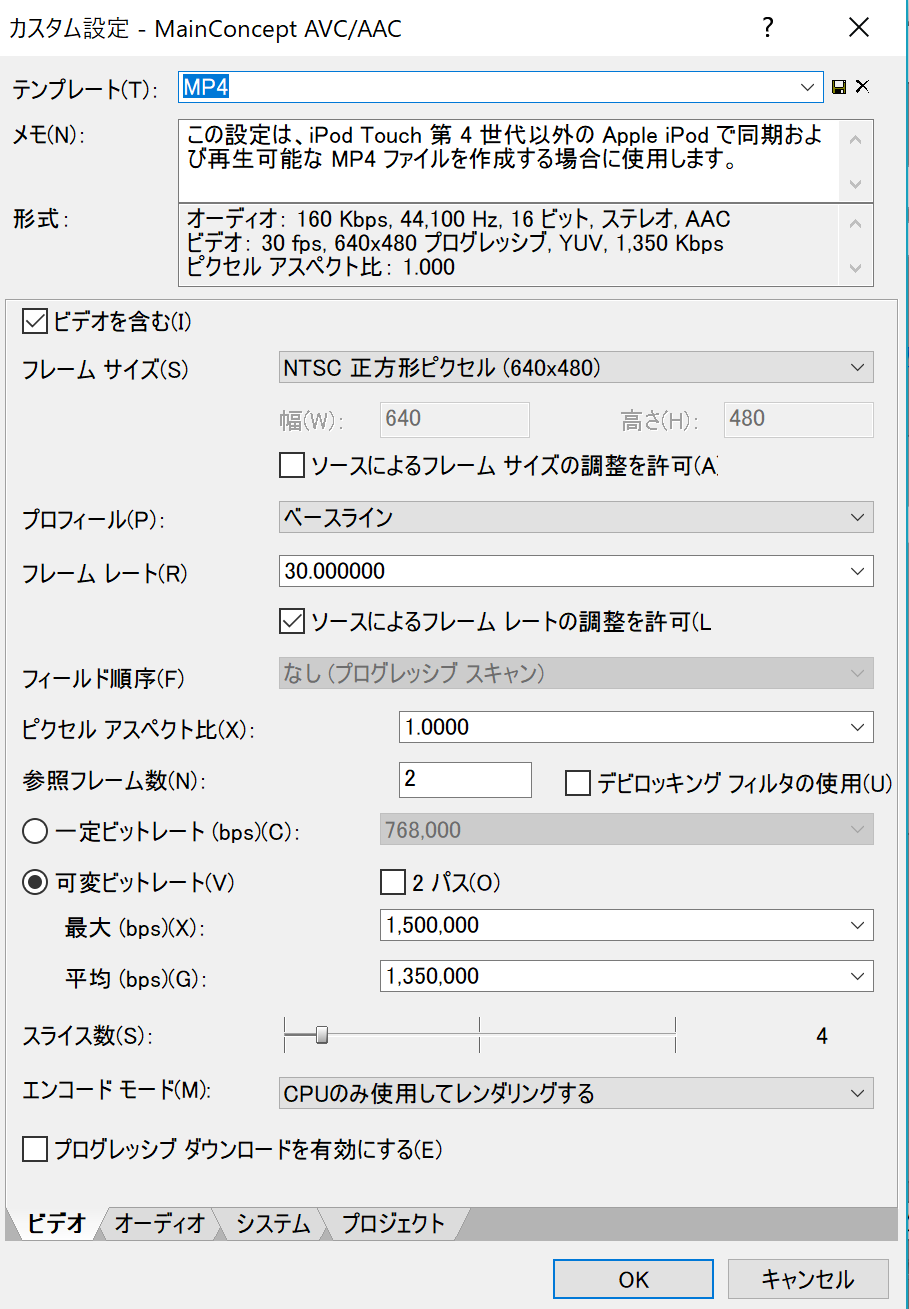 カスタム設定 - MainConcept AVC/AAC
テンプレート(T): MP4
メモ(N): この設定は、iPod Touch 第 4 世代以外の Apple iPod で同期およ
び再生可能な MP4 ファイルを作成する場合に使用します。
形式: オーディオ: 160 Kbps, 44,100 Hz, 16 ビット, ステレオ, AAC
ビデオ: 30 fps, 640x480 プログレッシブ, YUV, 1,350 Kbps
ピクセル アスペクト比: 1.000
ビデオを含む(I)
フレーム サイズ(S) NTSC 正方形ピクセル (640x480)
幅(W): 640 高さ(H): 480
ソースによるフレーム サイズの調整を許可(A)
プロフィール(P): ベースライン
フレーム レート(R) 30.000000
ソースによるフレーム レートの調整を許可(L
フィールド順序(F) なし (プログレッシブ スキャン)
ピクセル アスペクト比(X): 1.0000
参照フレーム数(N): 2 デビロッキング フィルタの使用(U)
一定ビットレート (bps)(C): 768,000
可変ビットレート(V) 2 パス(O)
最大 (bps)(X): 1,500,000
平均 (bps)(G): 1,350,000
スライス数(S): 4
エンコード モード(M): CPUのみ使用してレンダリングする
プログレッシブ ダウンロードを有効にする(E)
ビデオ オーディオ システム プロジェクト
OK キャンセル